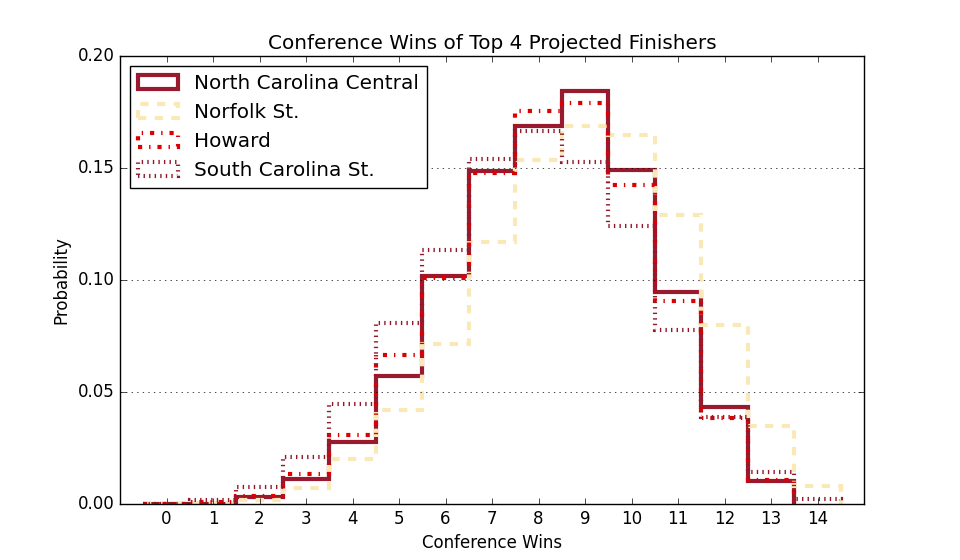 Conference Wins of Top 4 Projected Finishers
0.20
North Carolina Central
Norfolk St.
Howard
South Carolina St.
0.15
0.10
0.05
0.00
Probability
0 1 2 3 4 5 6 7 8 9 10 11 12 13 14
Conference Wins